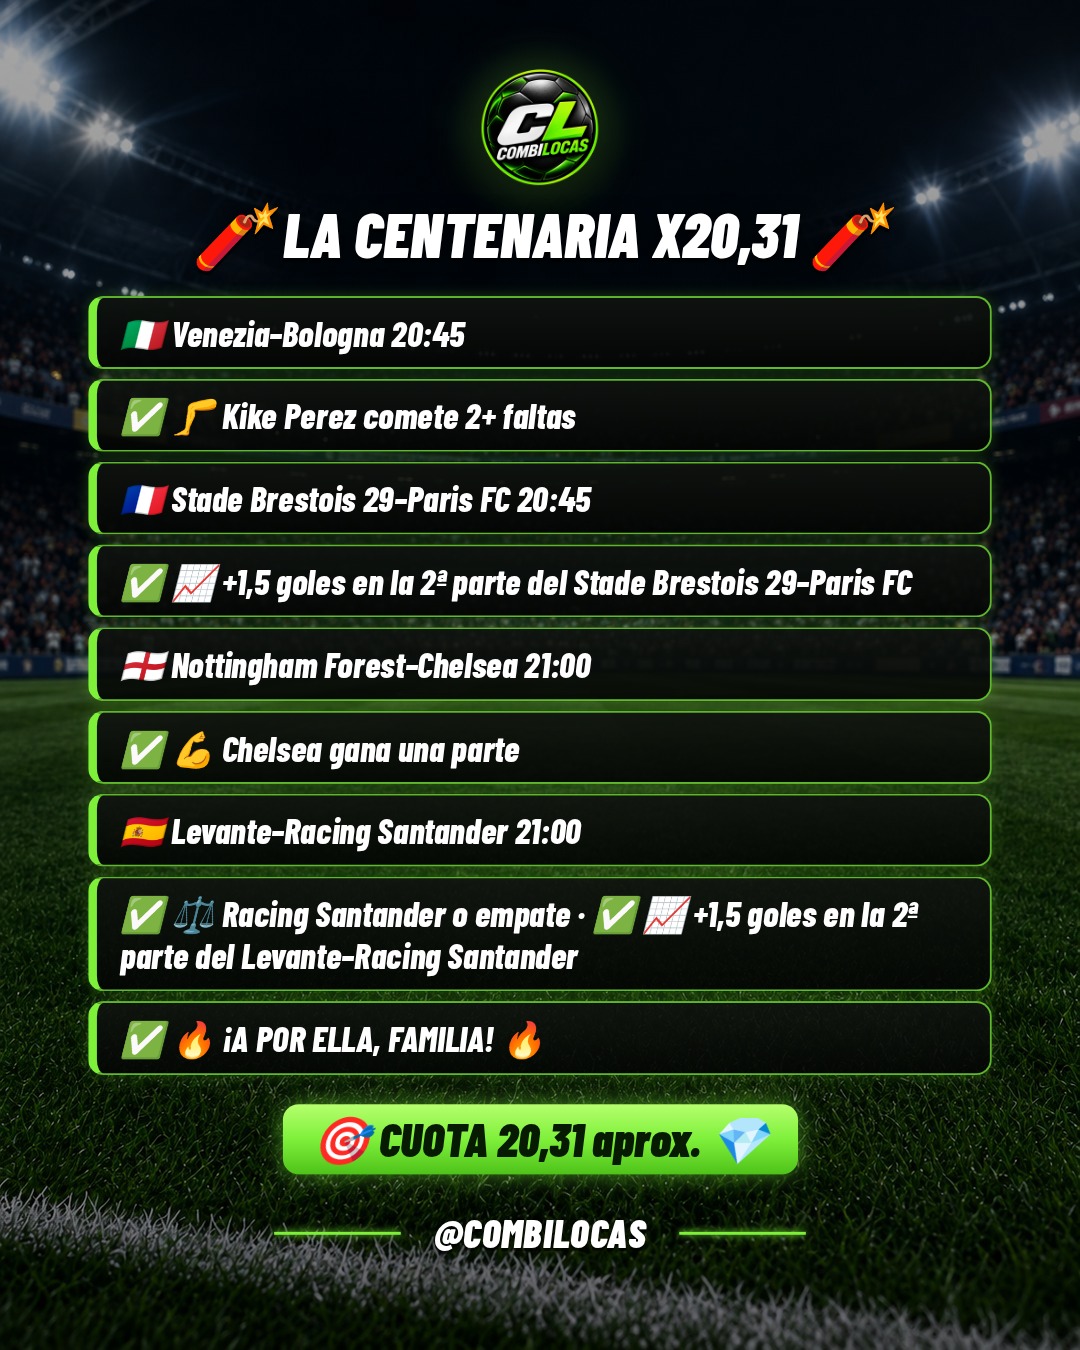 CL
COMBILOCAS
🧨 LA CENTENARIA X20,31 🧨
🇮🇹 Venezia-Bologna 20:45
✅ 🦵 Kike Perez comete 2+ faltas
🇫🇷 Stade Brestois 29-Paris FC 20:45
✅ 📈 +1,5 goles en la 2ª parte del Stade Brestois 29-Paris FC
🏴󠁧󠁢󠁥󠁮󠁧󠁿 Nottingham Forest-Chelsea 21:00
✅ 💪 Chelsea gana una parte
🇪🇸 Levante-Racing Santander 21:00
✅ ⚖️ Racing Santander o empate · ✅ 📈 +1,5 goles en la 2ª
parte del Levante-Racing Santander
✅ 🔥 ¡A POR ELLA, FAMILIA! 🔥
🎯 CUOTA 20,31 aprox. 💎
@COMBILOCAS